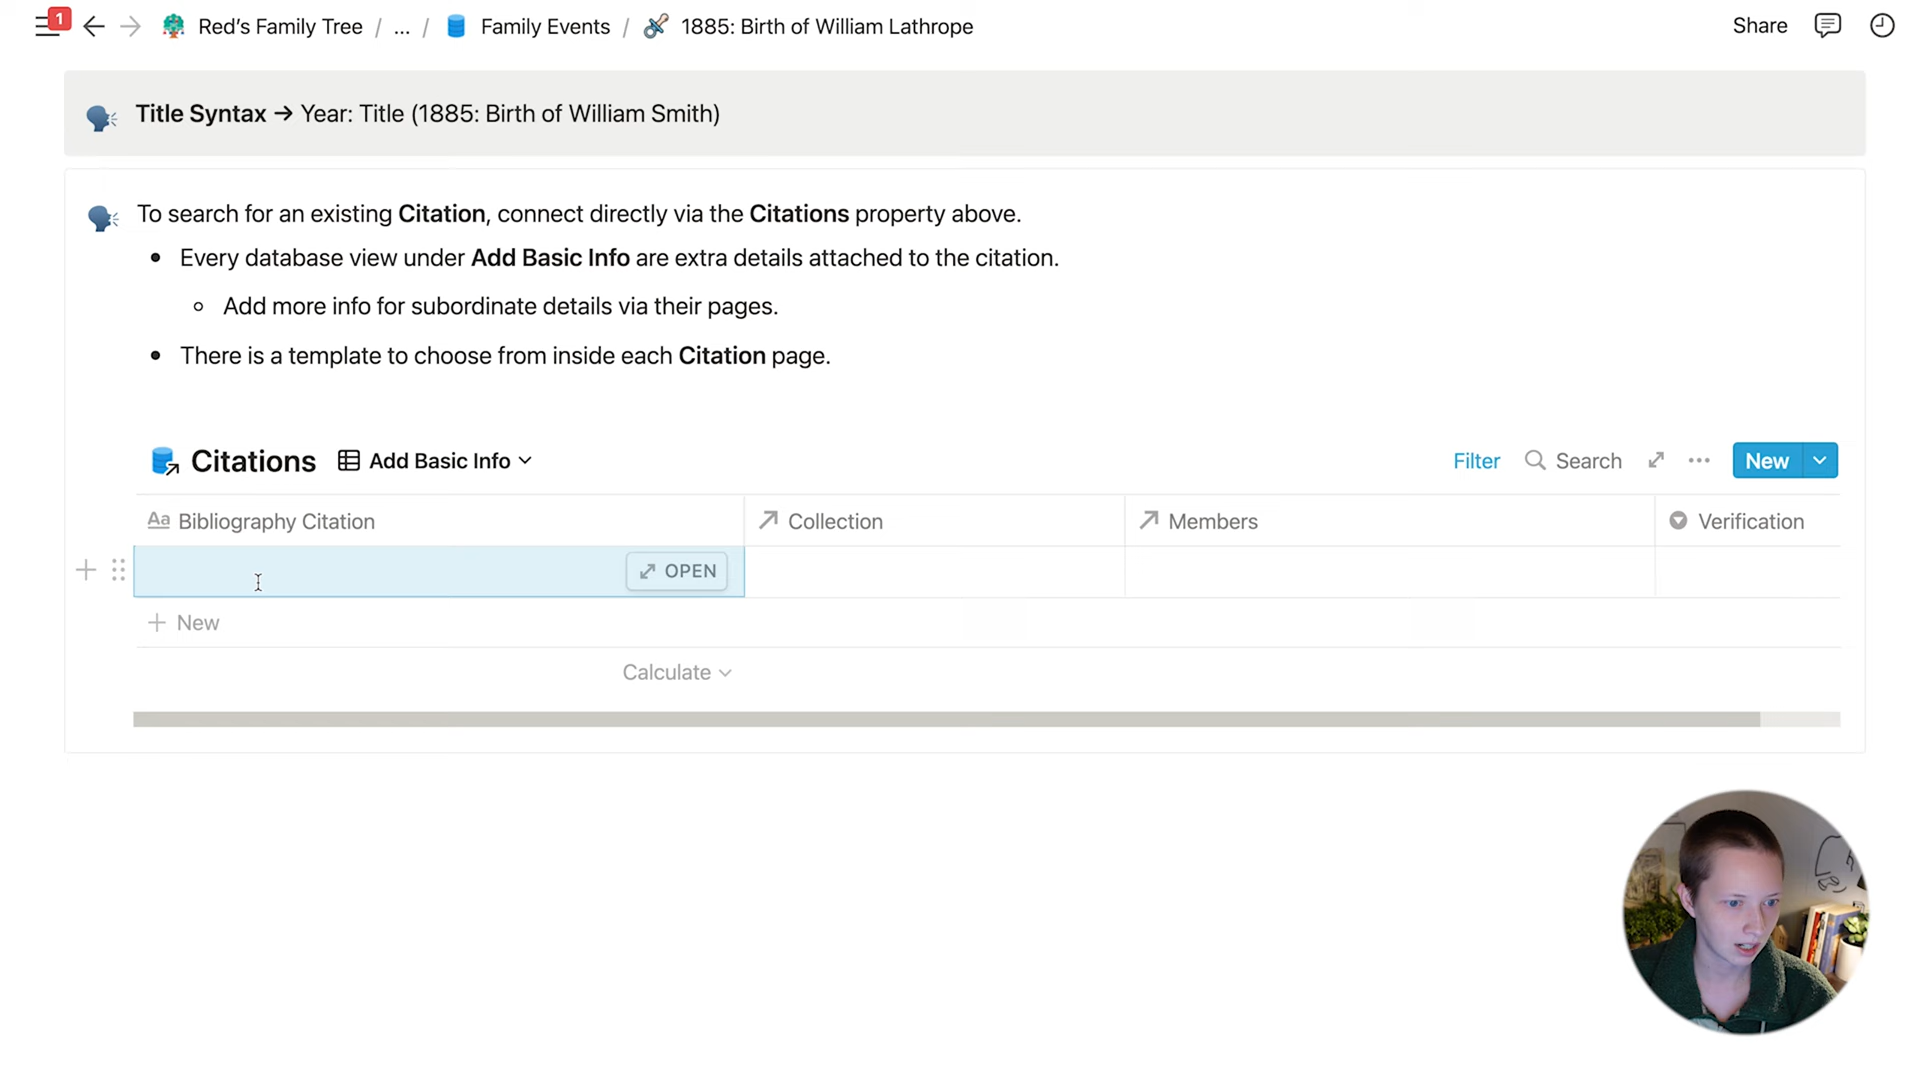 1
Red's Family Tree / ... / Family Events / 1885: Birth of William Lathrope
Share
Title Syntax → Year: Title (1885: Birth of William Smith)
To search for an existing Citation, connect directly via the Citations property above.
• Every database view under Add Basic Info are extra details attached to the citation.
◦ Add more info for subordinate details via their pages.
• There is a template to choose from inside each Citation page.
Citations Add Basic Info Filter Search ... New
Aa Bibliography Citation Collection Members Verification
OPEN
+ New
Calculate